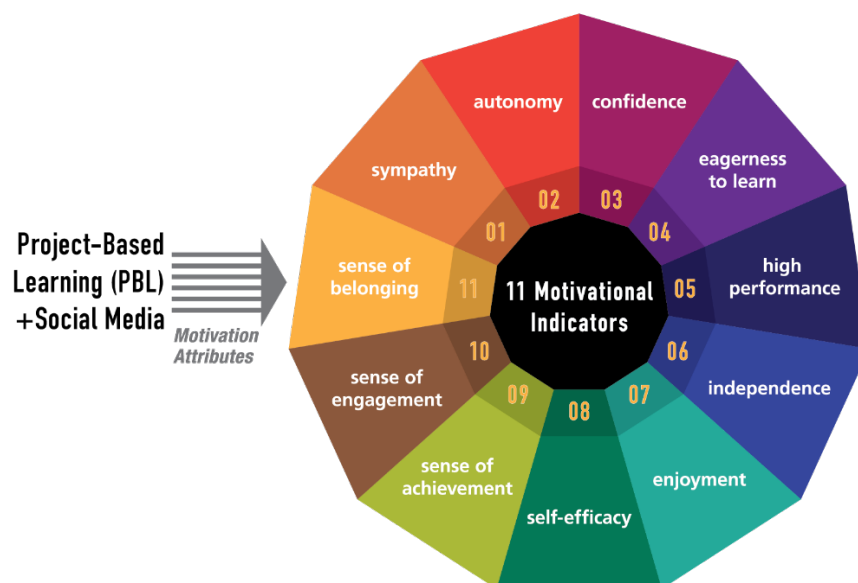 Project-Based
Learning (PBL)
+Social Media
Motivation
Attributes
11 Motivational
Indicators
01
sympathy
02
autonomy
03
confidence
04
eagerness
to learn
05
high
performance
06
independence
07
enjoyment
08
self-efficacy
09
sense of
achievement
10
sense of
engagement
11
sense of
belonging